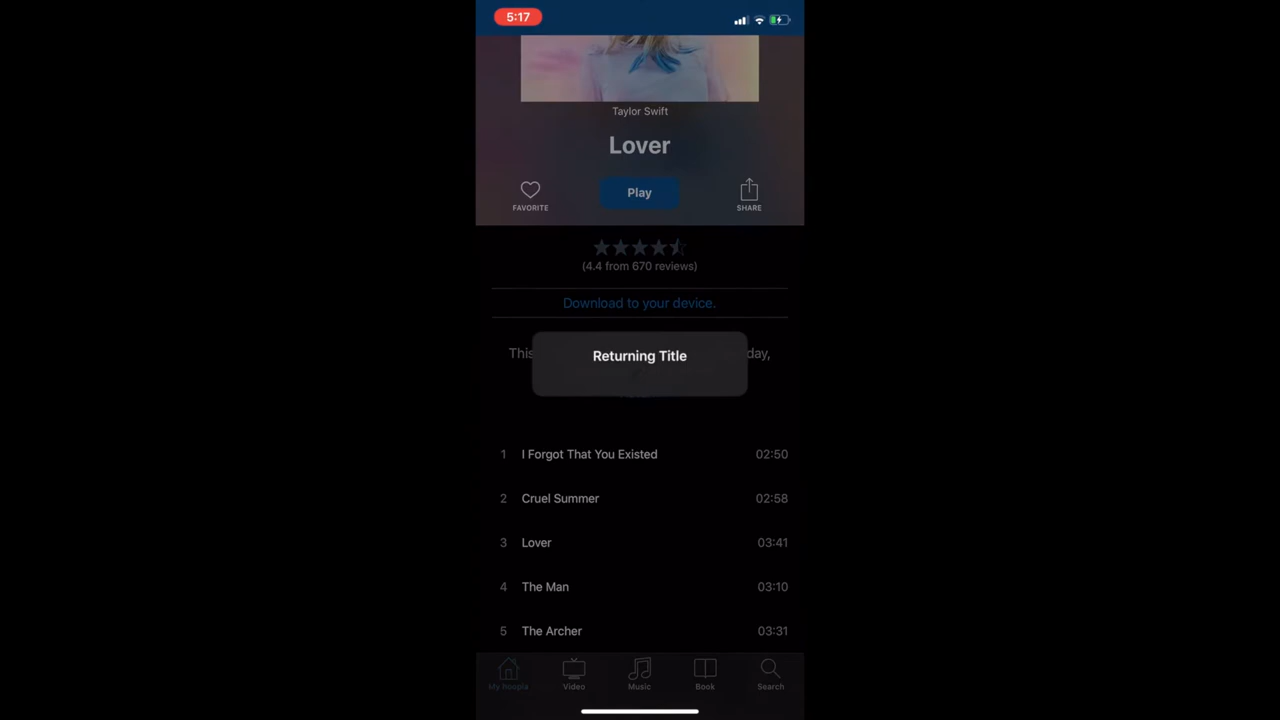 5:17
Taylor Swift
Lover
FAVORITE
Play
SHARE
(4.4 from 670 reviews)
Download to your device.
This
day,
Returning Title
1 I Forgot That You Existed 02:50
2 Cruel Summer 02:58
3 Lover 03:41
4 The Man 03:10
5 The Archer 03:31
My hoopla Video Music Book Search